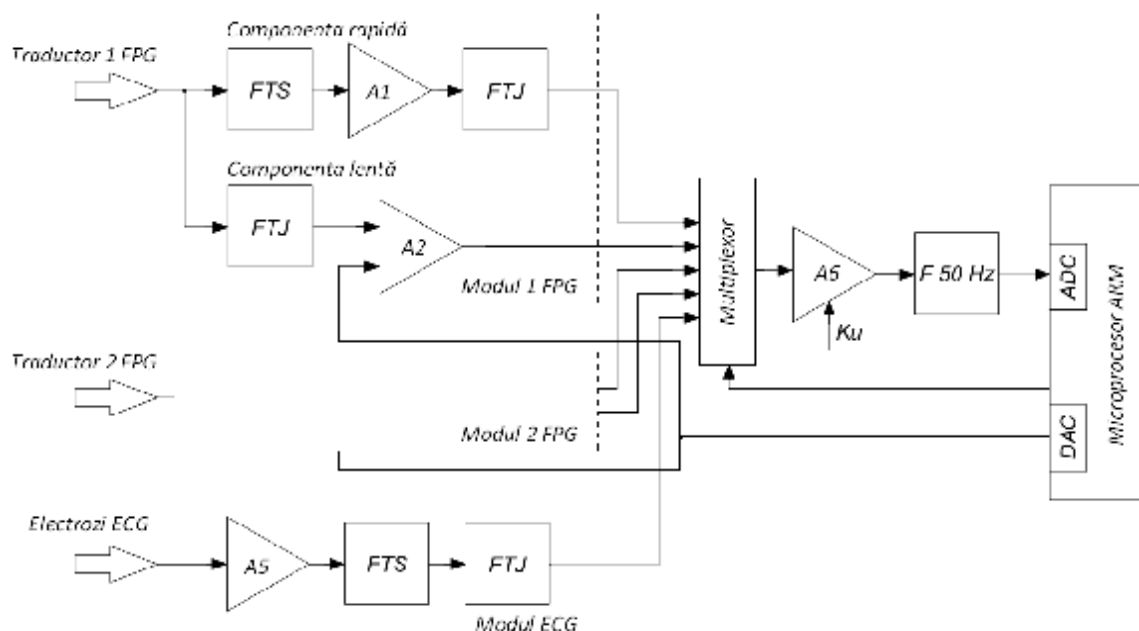 Componenta rapidă
Traductor 1 FPG
FTS
A1
FTJ
Componenta lentă
FTJ
A2
Modul 1 FPG
Multiplexor
A6
Ku
F 50 Hz
ADC
DAC
Microprocesor ARM
Traductor 2 FPG
Modul 2 FPG
Electrozi ECG
A5
FTS
FTJ
Modul ECG